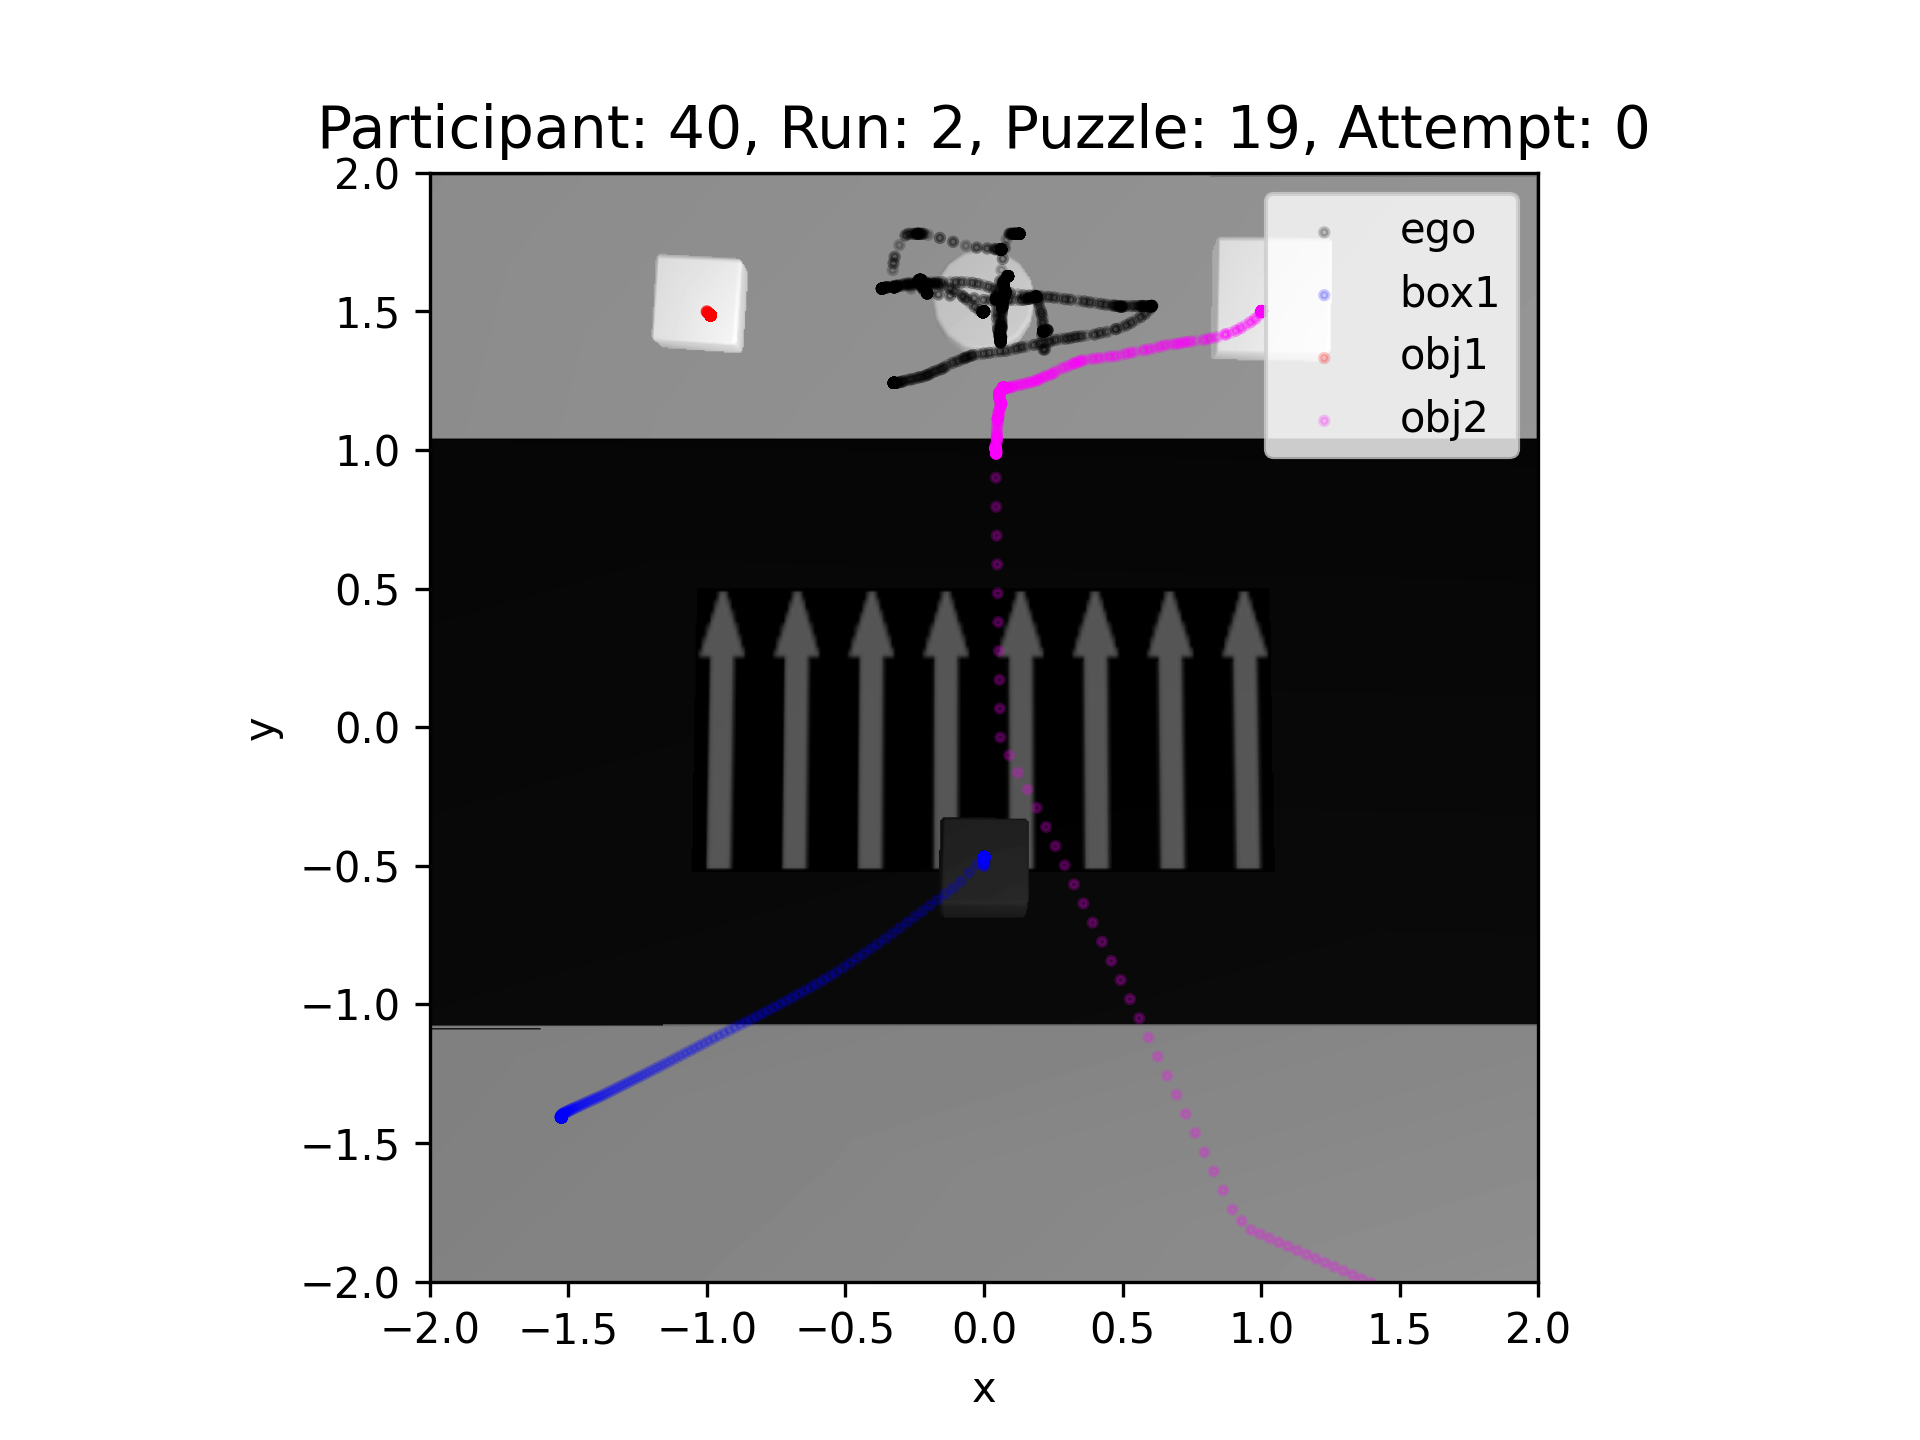 Participant: 40, Run: 2, Puzzle: 19, Attempt: 0
2.0
1.5
1.0
0.5
0.0
−0.5
−1.0
−1.5
−2.0
y
ego
box1
obj1
obj2
−2.0 −1.5 −1.0 −0.5 0.0 0.5 1.0 1.5 2.0
x